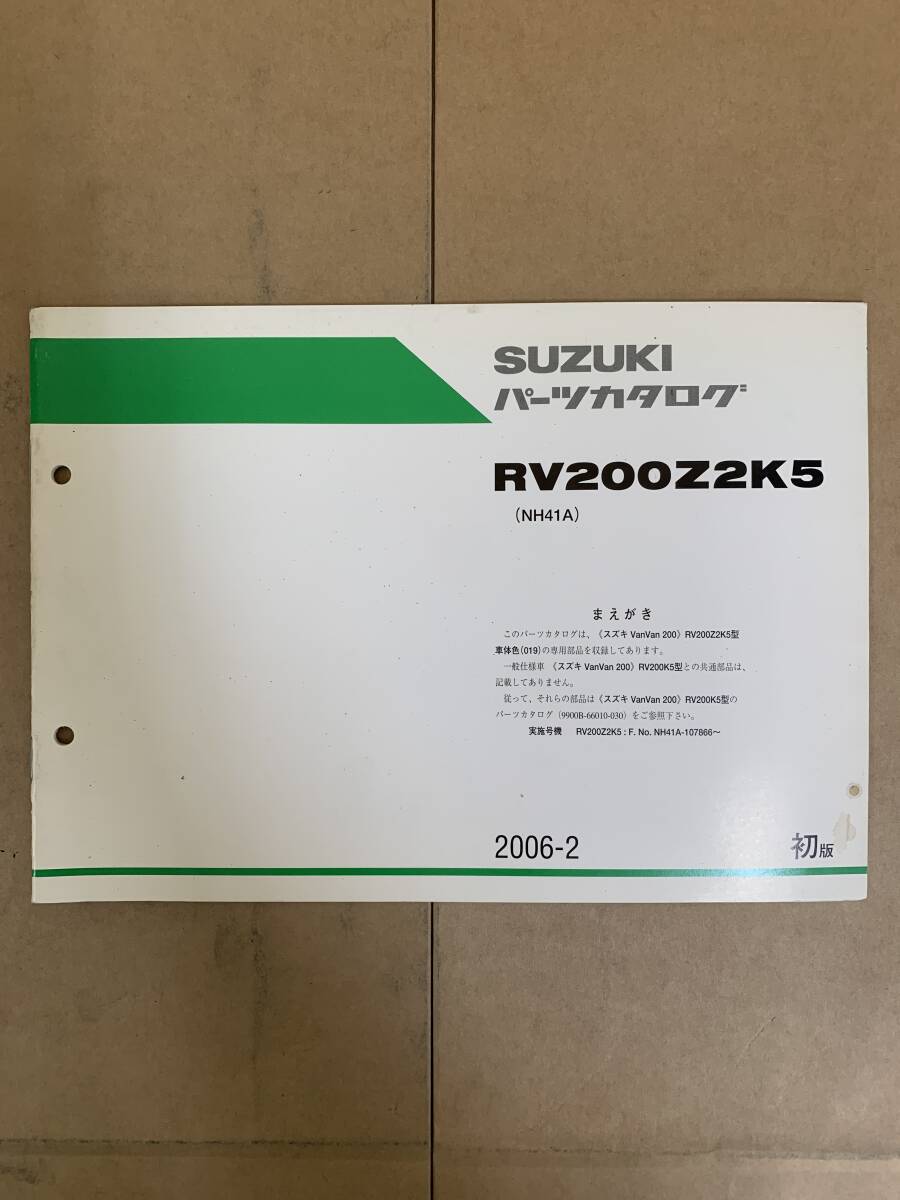 SUZUKI
パーツカタログ
RV200Z2K5
(NH41A)
まえがき
このパーツカタログは、《スズキ VanVan 200》RV200Z2K5型
車体色(019)の専用部品を収録してあります。
一般仕様車 《スズキ VanVan 200》RV200K5型との共通部品は、
記載してありません。
従って、それらの部品は《スズキ VanVan 200》RV200K5型の
パーツカタログ(9900B-66010-030)をご参照下さい。
実施号機 RV200Z2K5 : F. No. NH41A-107866〜
2006-2 初版